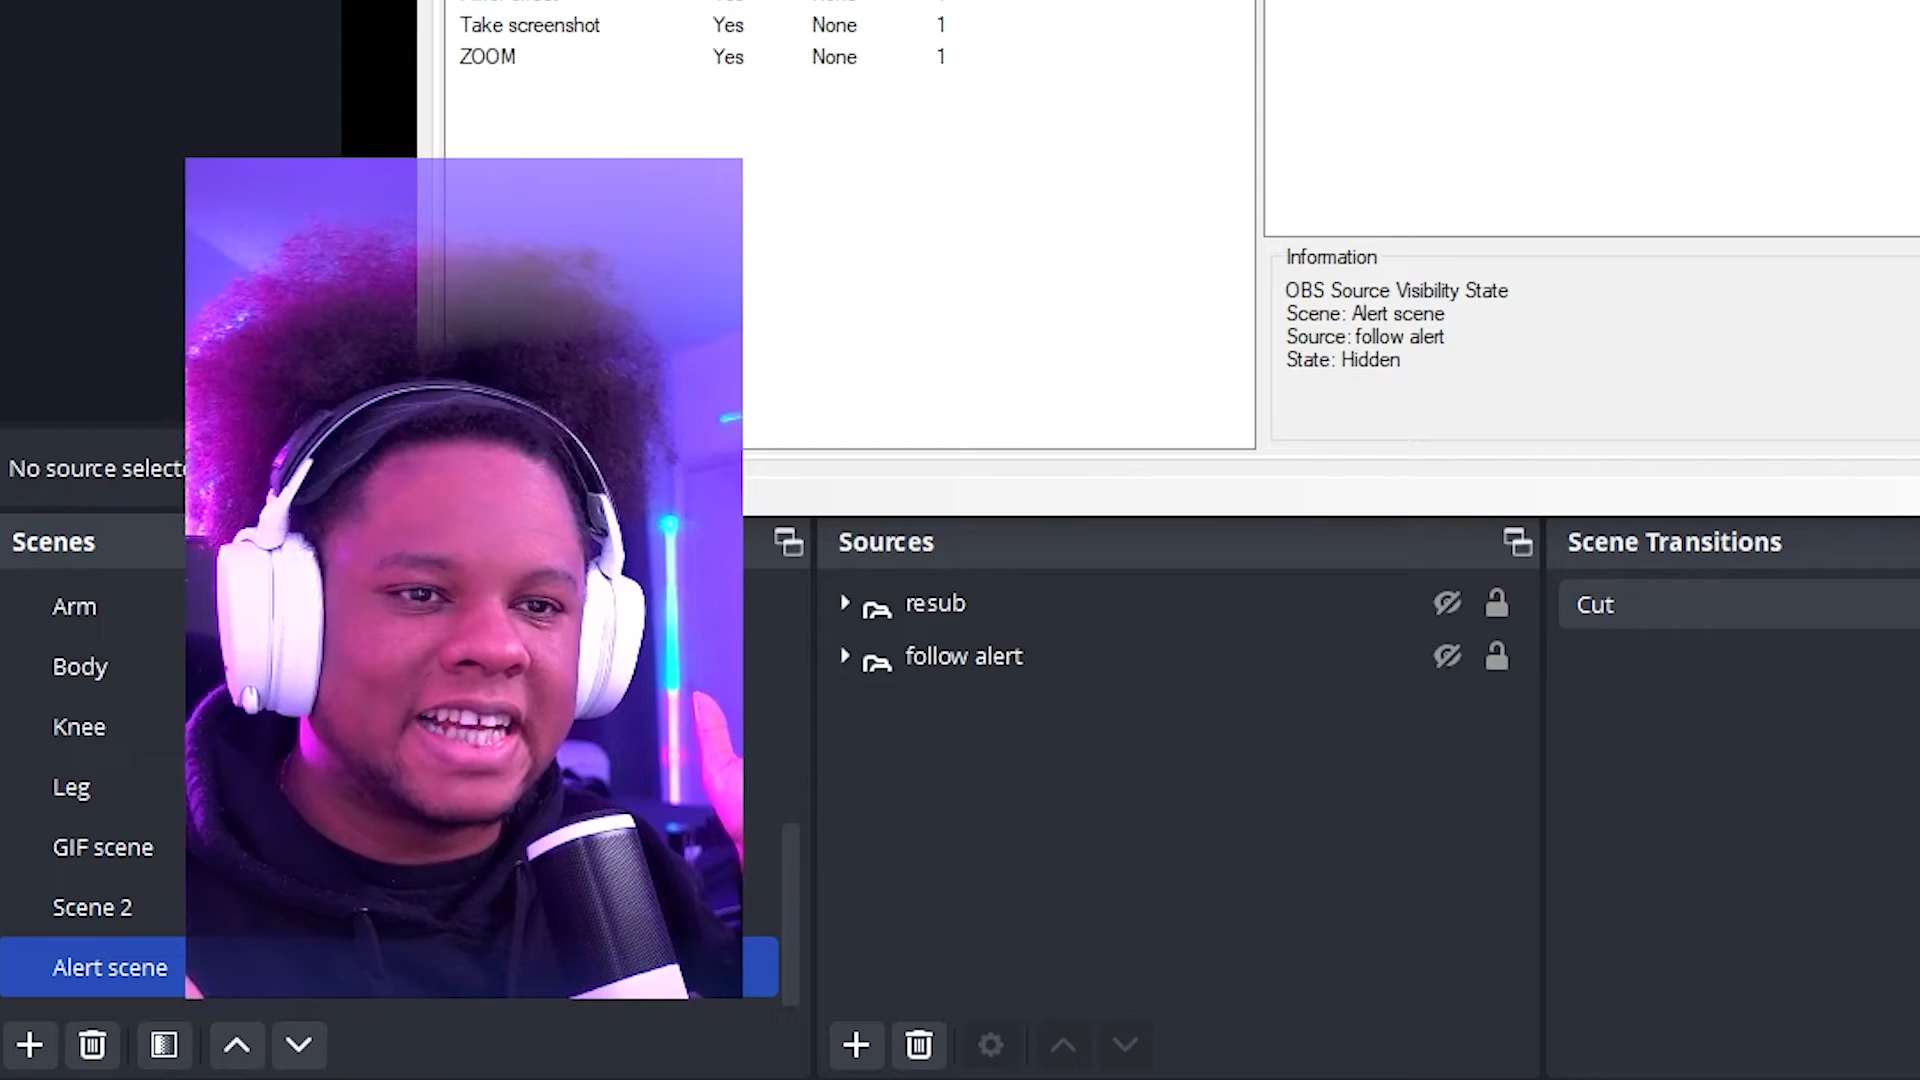 Take screenshot Yes None 1
ZOOM Yes None 1
Information
OBS Source Visibility State
Scene: Alert scene
Source: follow alert
State: Hidden
No source select
Scenes
Arm
Body
Knee
Leg
GIF scene
Scene 2
Alert scene
Sources
resub
follow alert
Scene Transitions
Cut